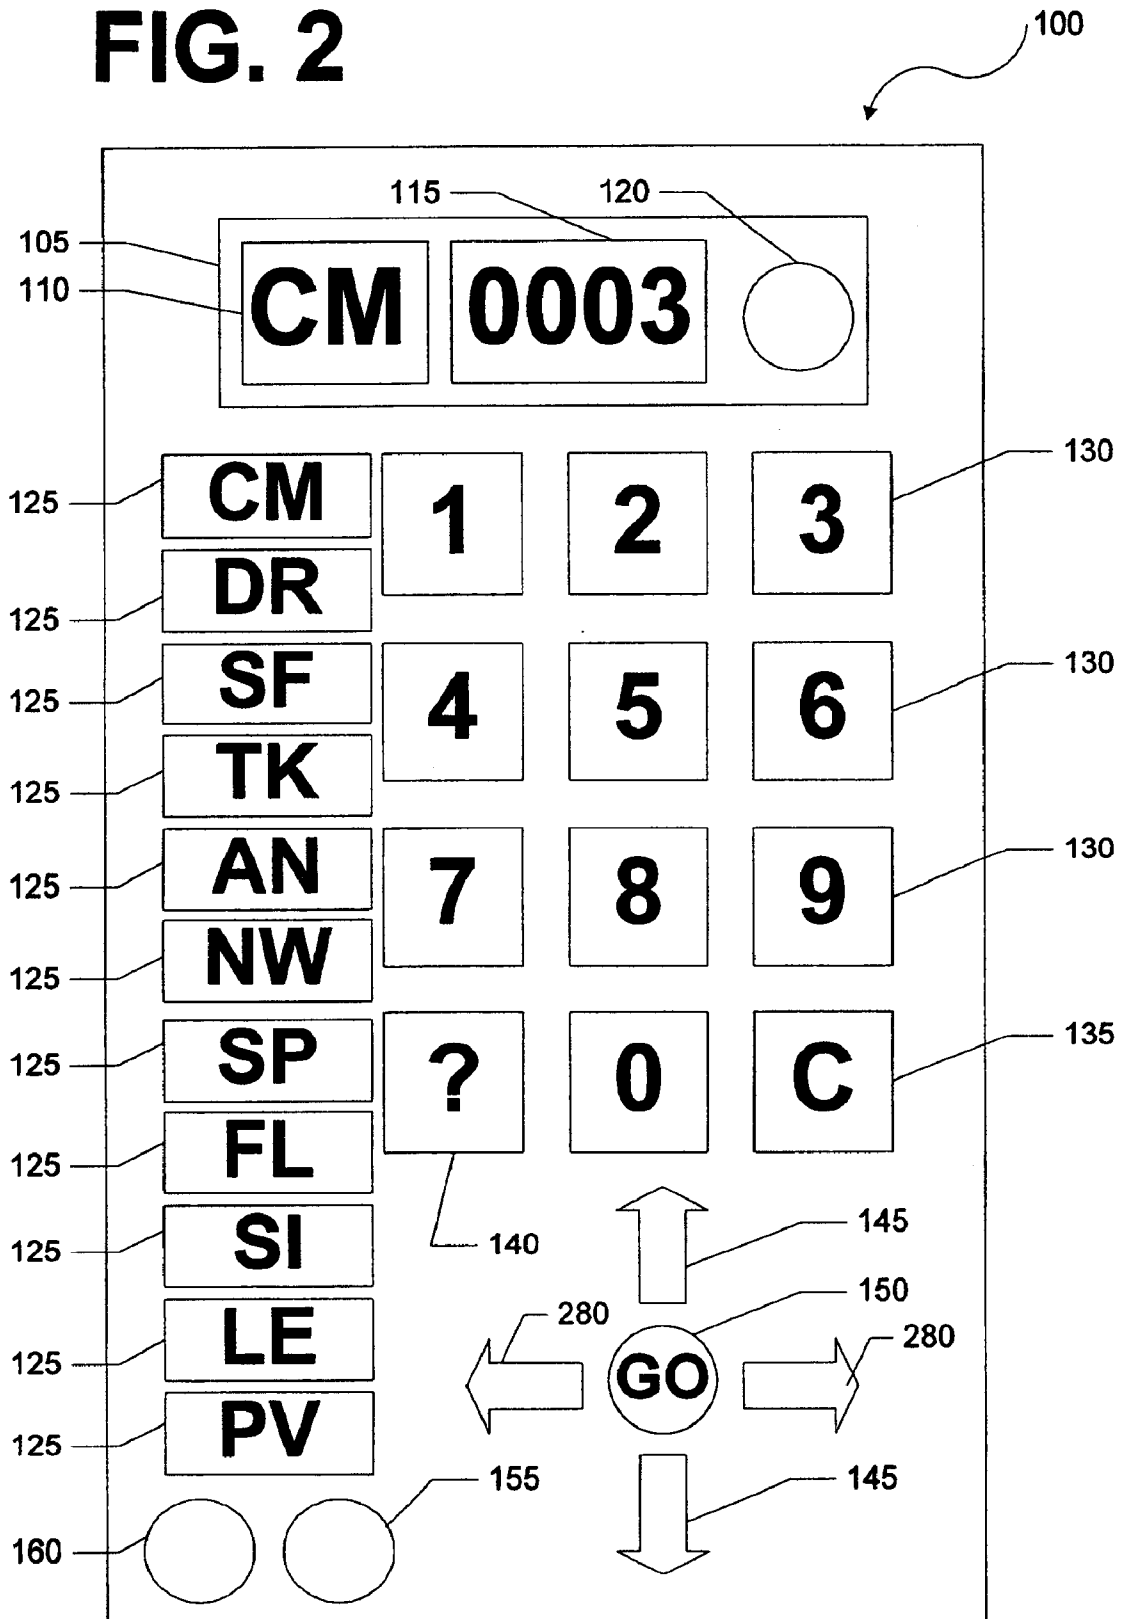 FIG. 2
100
115 120
105
110
CM 0003
125 CM 1 2 3 130
125 DR
125 SF 4 5 6 130
125 TK
125 AN 7 8 9 130
125 NW
125 SP ? 0 C 135
125 FL
125 SI 140 145
280 150
125 LE GO 280
125 PV
155 145
160